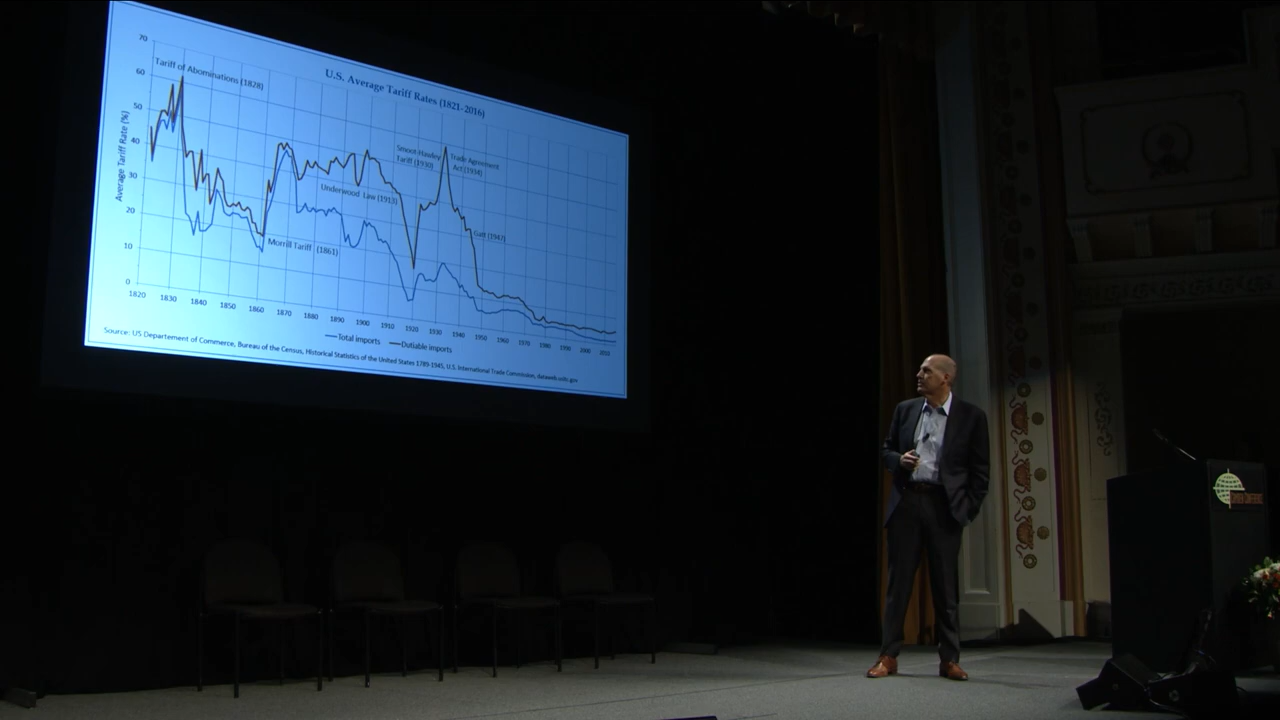 U.S. Average Tariff Rates (1821-2016)
Average Tariff Rate (%)
70
60
50
40
30
20
10
0
Tariff of Abominations (1828)
Morrill Tariff (1861)
Underwood Law (1913)
Smoot-Hawley
Tariff (1930)
Trade Agreement
Act (1934)
Gatt (1947)
1820 1830 1840 1850 1860 1870 1880 1890 1900 1910 1920 1930 1940 1950 1960 1970 1980 1990 2000 2010
Total imports Dutiable imports
Source: US Departement of Commerce, Bureau of the Census, Historical Statistics of the United States 1789-1945, U.S. International Trade Commission, dataweb.usitc.gov
CAMDEN CONFERENCE